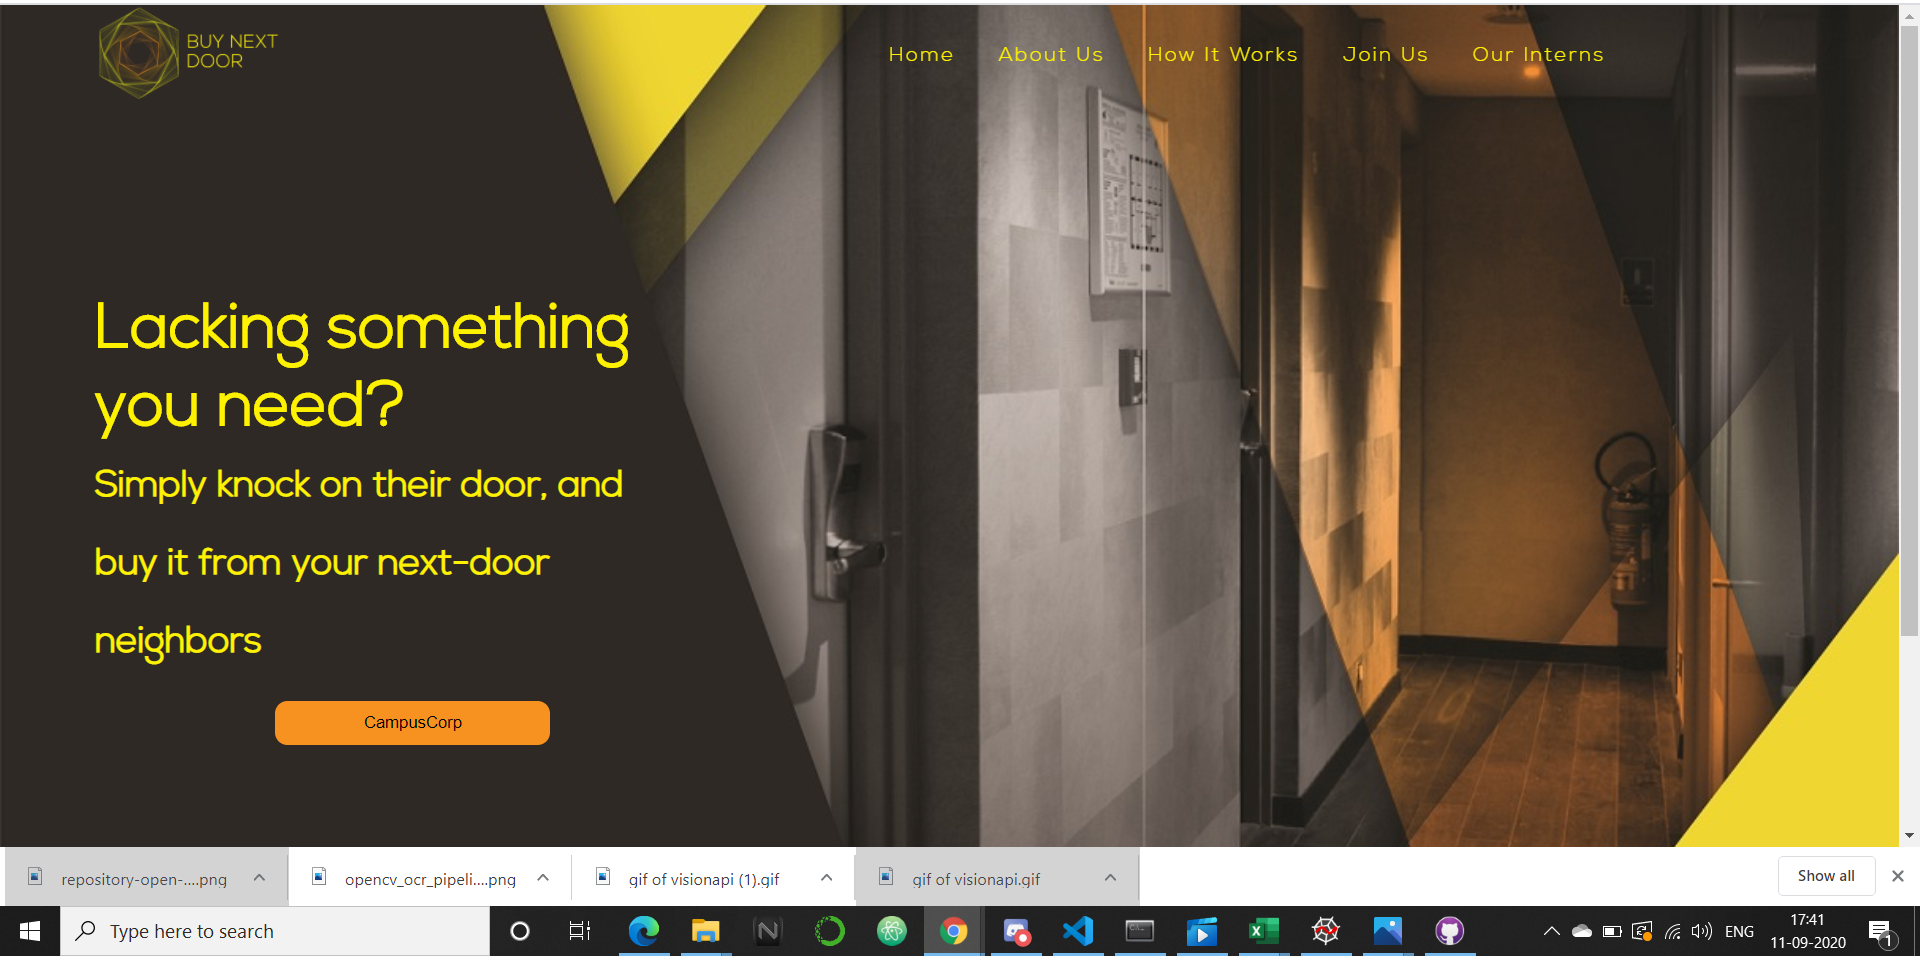 BUY NEXT
DOOR
Home
About Us
How It Works
Join Us
Our Interns
Lacking something
you need?
Simply knock on their door, and
buy it from your next-door
neighbors
CampusCorp
repository-open-....png
opencv_ocr_pipeli....png
gif of visionapi (1).gif
gif of visionapi.gif
Show all
Type here to search
ENG
17:41
11-09-2020
1